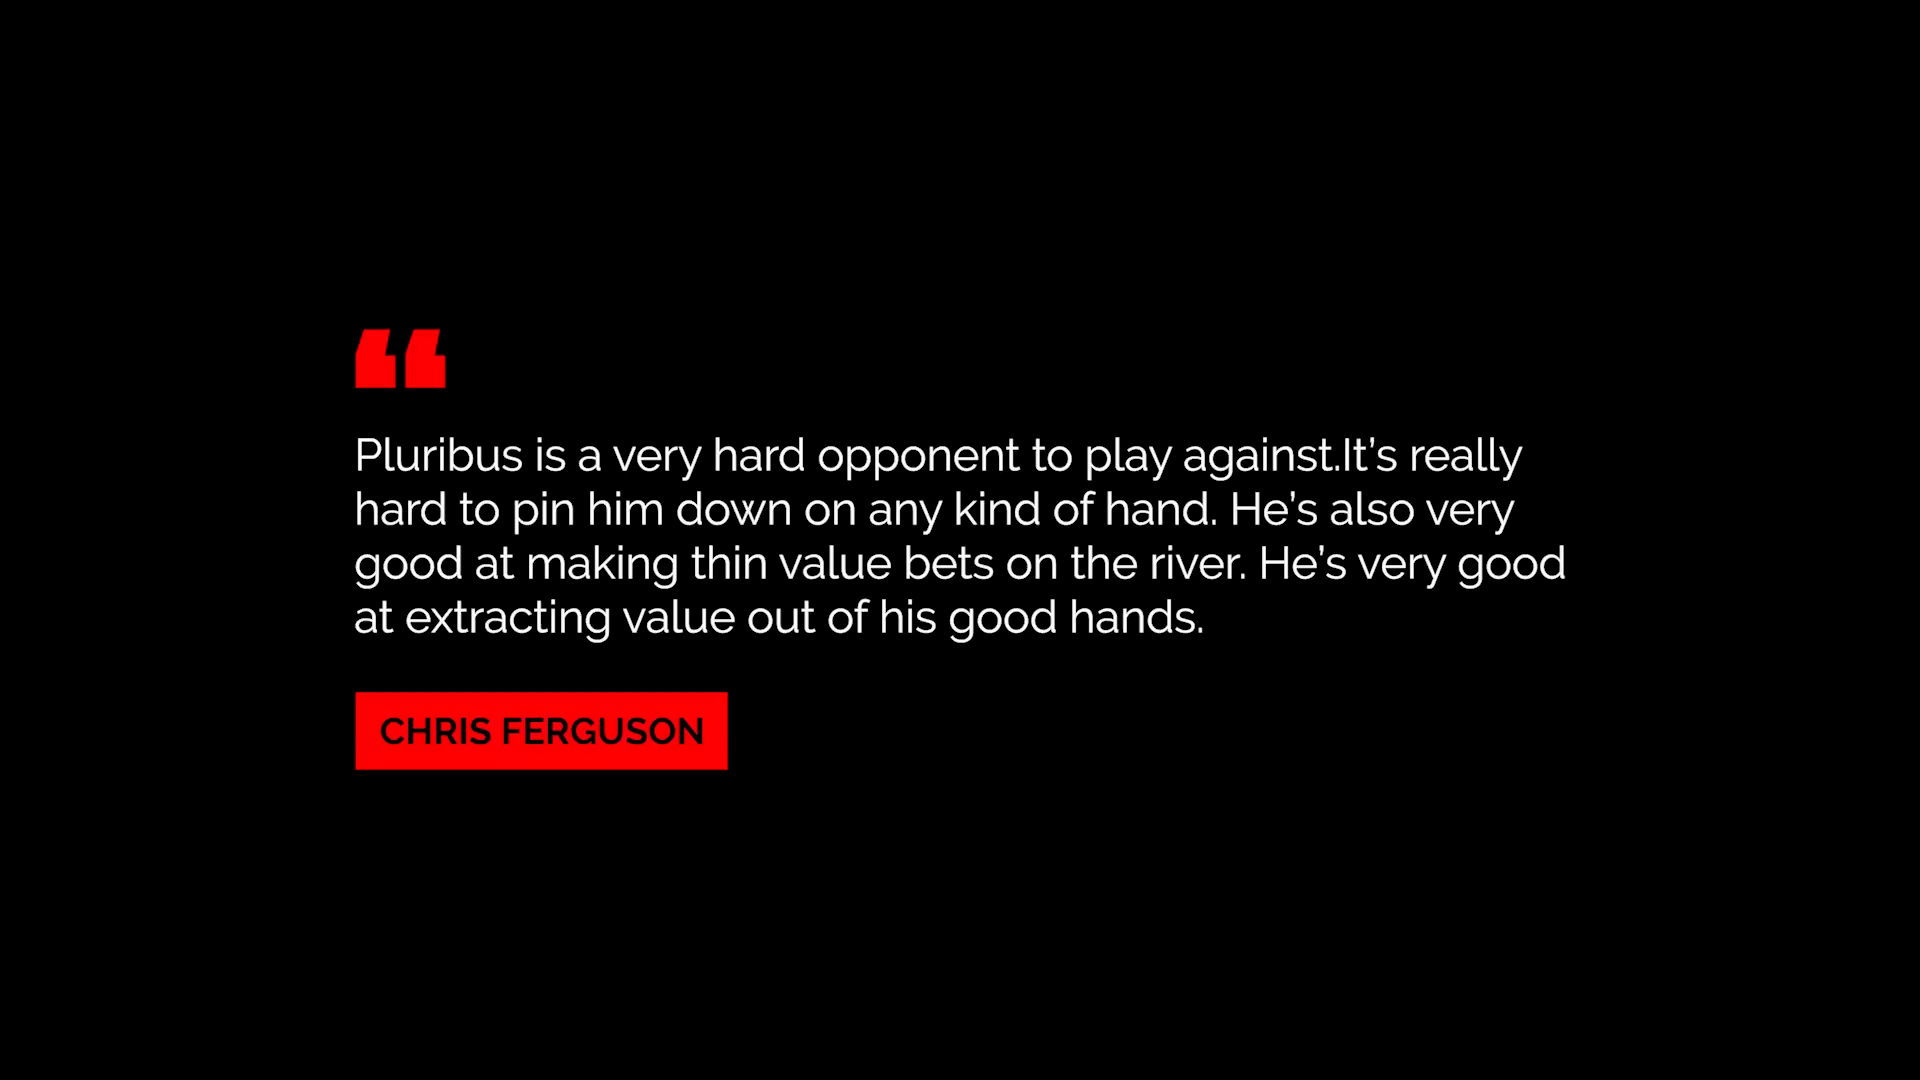 “
Pluribus is a very hard opponent to play against.It’s really
hard to pin him down on any kind of hand. He’s also very
good at making thin value bets on the river. He’s very good
at extracting value out of his good hands.
CHRIS FERGUSON